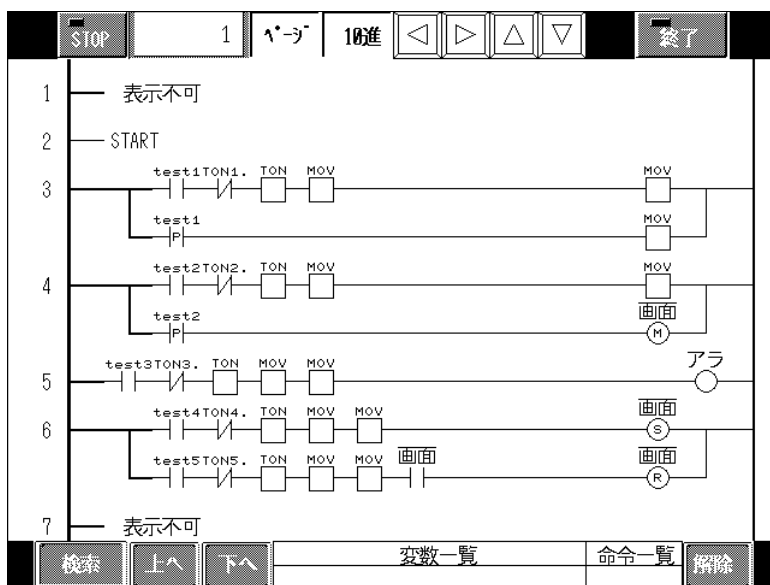 STOP 1 ページ 10進 終了
1 表示不可
2 START
test1TON1. TON MOV MOV
3
test1 MOV
P
test2TON2. TON MOV MOV
4
test2 画面
P M
test3TON3. TON MOV MOV アラ
5
test4TON4. TON MOV MOV 画面
6 S
test5TON5. TON MOV MOV 画面 画面
R
7 表示不可
検索 上へ 下へ 変数一覧 命令一覧 解除